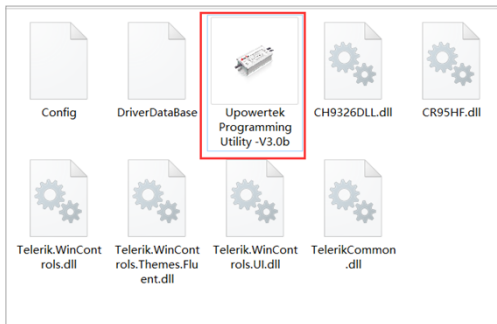 Config
DriverDataBase
Upowertek
Programming
Utility -V3.0b
CH9326DLL.dll
CR95HF.dll
Telerik.WinCont
rols.dll
Telerik.WinCont
rols.Themes.Flu
ent.dll
Telerik.WinCont
rols.UI.dll
TelerikCommon
.dll